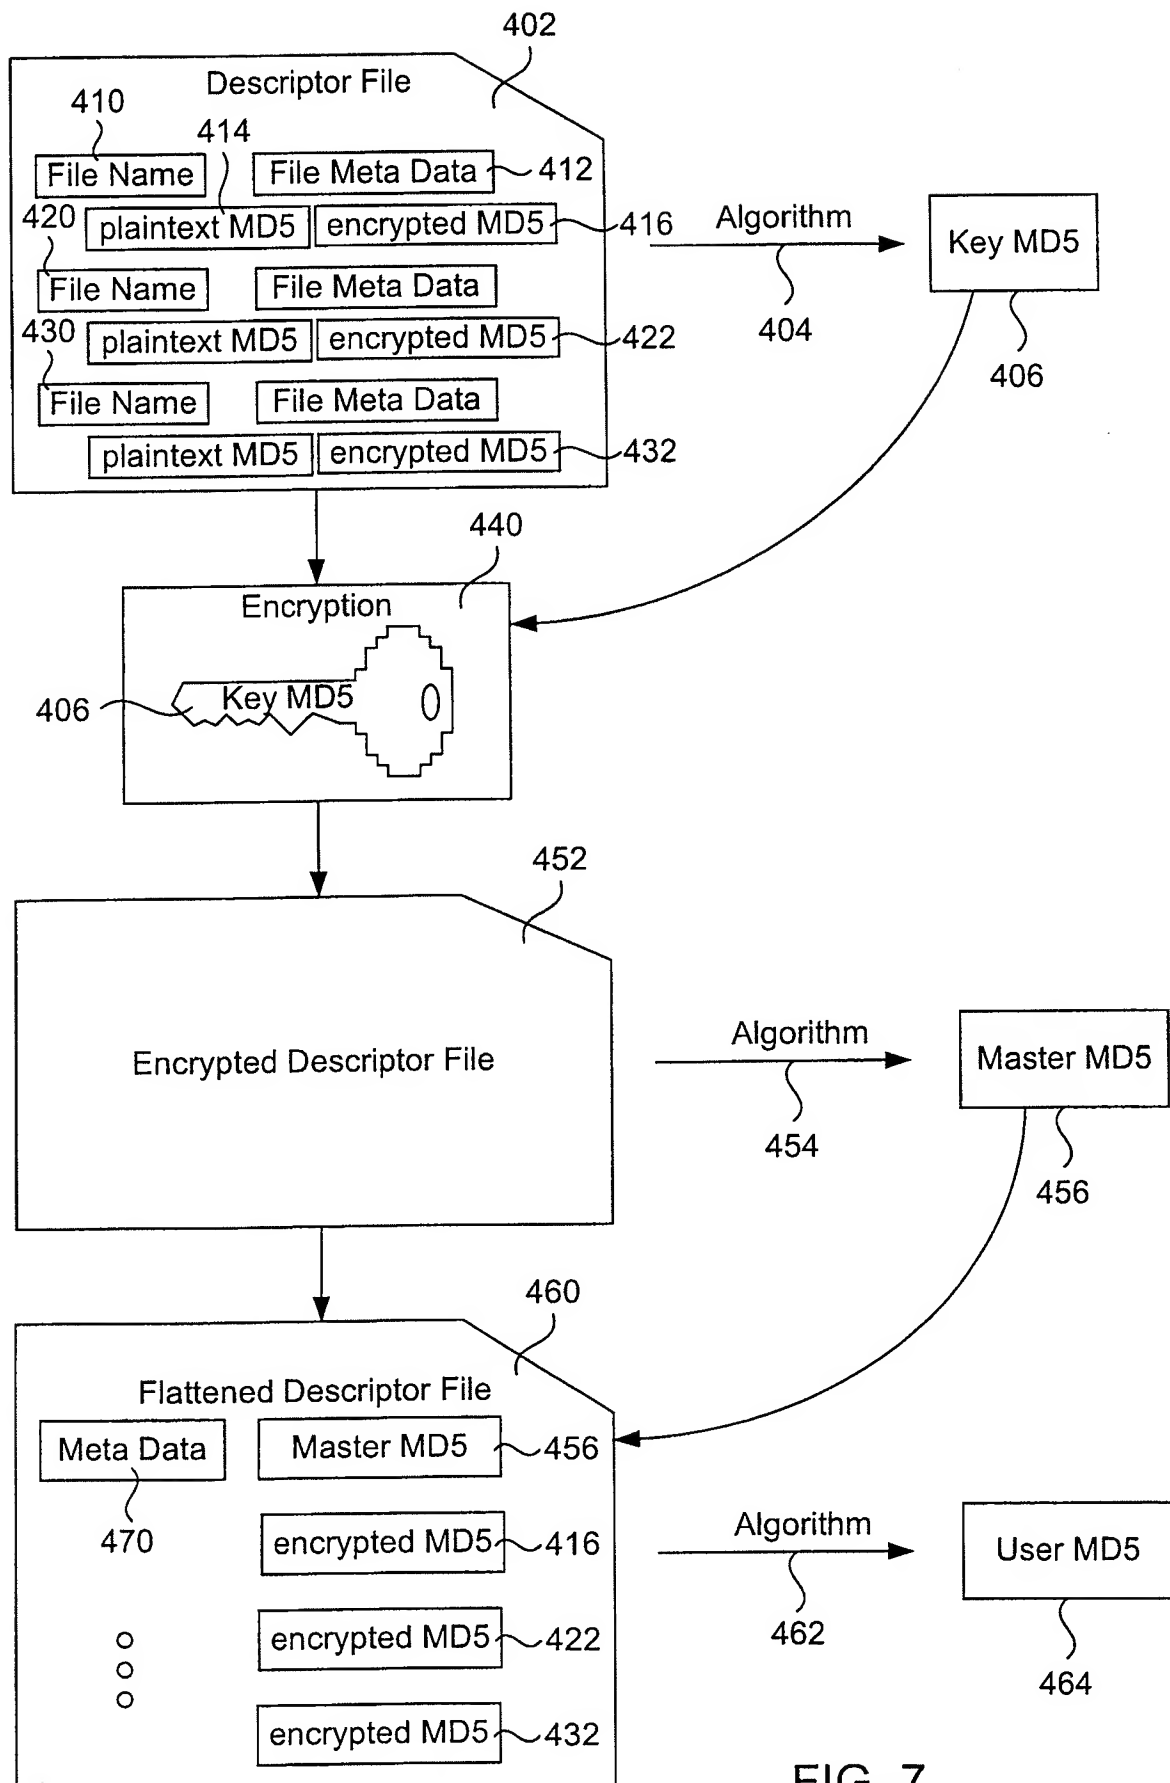 402
Descriptor File
410
414
File Name
File Meta Data
412
420
plaintext MD5
encrypted MD5
416
Algorithm
404
Key MD5
406
File Name
File Meta Data
430
plaintext MD5
encrypted MD5
422
File Name
File Meta Data
plaintext MD5
encrypted MD5
432
440
Encryption
Key MD5
406
452
Encrypted Descriptor File
Algorithm
454
Master MD5
456
460
Flattened Descriptor File
Meta Data
470
Master MD5
456
encrypted MD5
416
Algorithm
462
User MD5
464
encrypted MD5
422
encrypted MD5
432
FIG. 7